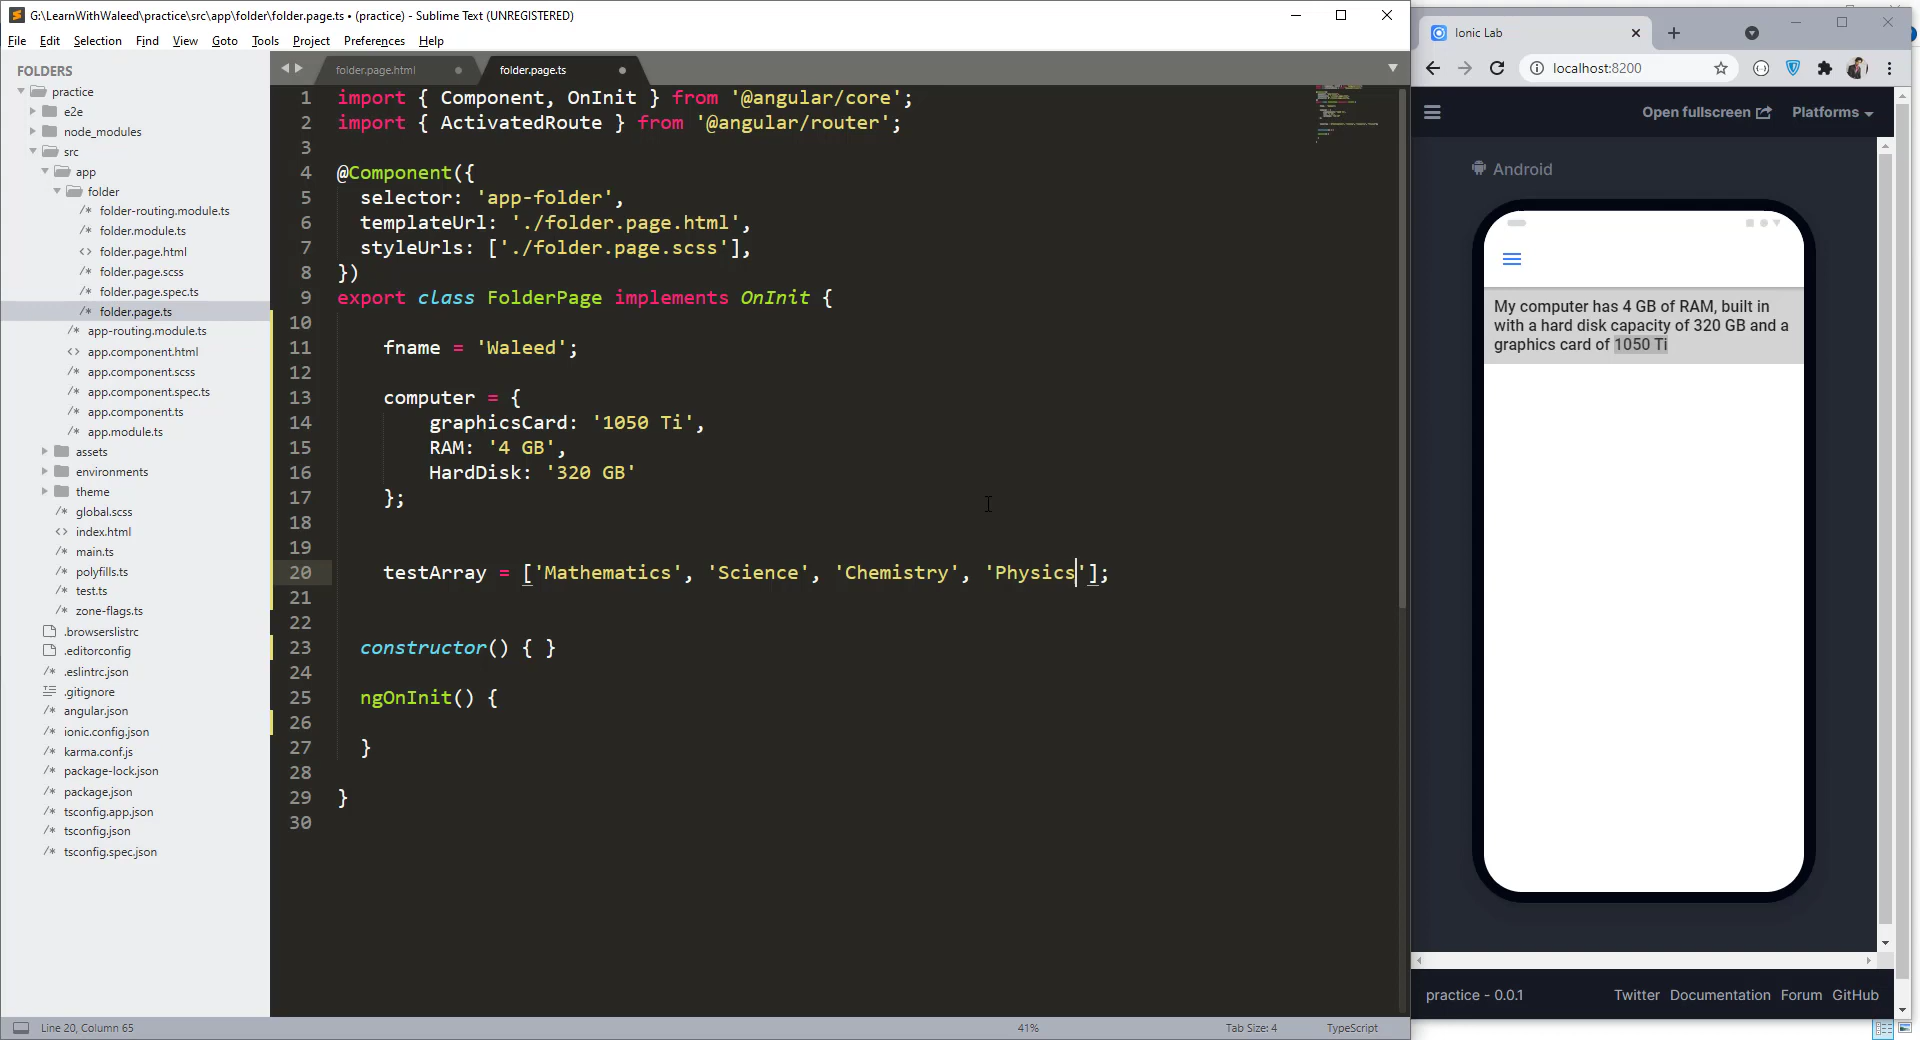 G:\LearnWithWaleed\practice\src\app\folder\folder.page.ts • (practice) - Sublime Text (UNREGISTERED)
File Edit Selection Find View Goto Tools Project Preferences Help
FOLDERS
practice
e2e
node_modules
src
app
folder
folder-routing.module.ts
folder.module.ts
folder.page.html
folder.page.scss
folder.page.spec.ts
folder.page.ts
app-routing.module.ts
app.component.html
app.component.scss
app.component.spec.ts
app.component.ts
app.module.ts
assets
environments
theme
global.scss
index.html
main.ts
polyfills.ts
test.ts
zone-flags.ts
.browserslistrc
.editorconfig
.eslintrc.json
.gitignore
angular.json
ionic.config.json
karma.conf.js
package-lock.json
package.json
tsconfig.app.json
tsconfig.json
tsconfig.spec.json
folder.page.html folder.page.ts
1 import { Component, OnInit } from '@angular/core';
2 import { ActivatedRoute } from '@angular/router';
3
4 @Component({
5 selector: 'app-folder',
6 templateUrl: './folder.page.html',
7 styleUrls: ['./folder.page.scss'],
8 })
9 export class FolderPage implements OnInit {
10
11 fname = 'Waleed';
12
13 computer = {
14 graphicsCard: '1050 Ti',
15 RAM: '4 GB',
16 HardDisk: '320 GB'
17 };
18
19
20 testArray = ['Mathematics', 'Science', 'Chemistry', 'Physics'];
21
22
23 constructor() { }
24
25 ngOnInit() {
26
27 }
28
29 }
30
Line 20, Column 65 41% Tab Size: 4 TypeScript
Ionic Lab
localhost:8200
Open fullscreen Platforms
Android
My computer has 4 GB of RAM, built in
with a hard disk capacity of 320 GB and a
graphics card of 1050 Ti
practice - 0.0.1 Twitter Documentation Forum GitHub